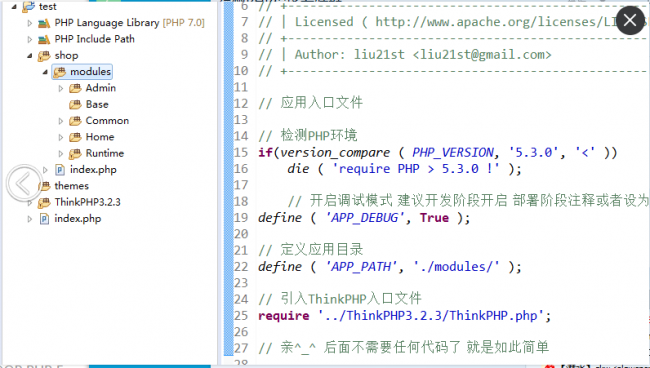 test
PHP Language Library [PHP 7.0]
PHP Include Path
shop
modules
Admin
Base
Common
Home
Runtime
index.php
themes
ThinkPHP3.2.3
index.php
6 // +----------------------------------------------------
7 // | Licensed ( http://www.apache.org/licenses/LI
8 // +----------------------------------------------------
9 // | Author: liu21st <liu21st@gmail.com>
10 // +----------------------------------------------------
11
12 // 应用入口文件
13
14 // 检测PHP环境
15 if(version_compare ( PHP_VERSION, '5.3.0', '<' ))
16 die ( 'require PHP > 5.3.0 !' );
17
18 // 开启调试模式 建议开发阶段开启 部署阶段注释或者设为
19 define ( 'APP_DEBUG', True );
20
21 // 定义应用目录
22 define ( 'APP_PATH', './modules/' );
23
24 // 引入ThinkPHP入口文件
25 require '../ThinkPHP3.2.3/ThinkPHP.php';
26
27 // 亲^_^ 后面不需要任何代码了 就是如此简单
28